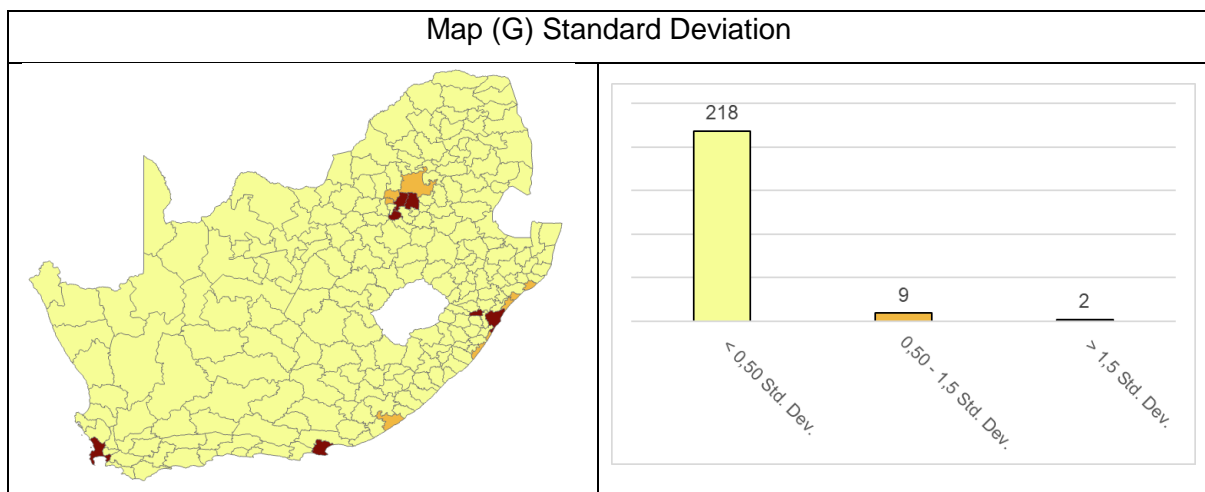 Map (G) Standard Deviation
218
9
2
< 0,50 Std. Dev.
0,50 - 1,5 Std. Dev.
> 1,5 Std. Dev.